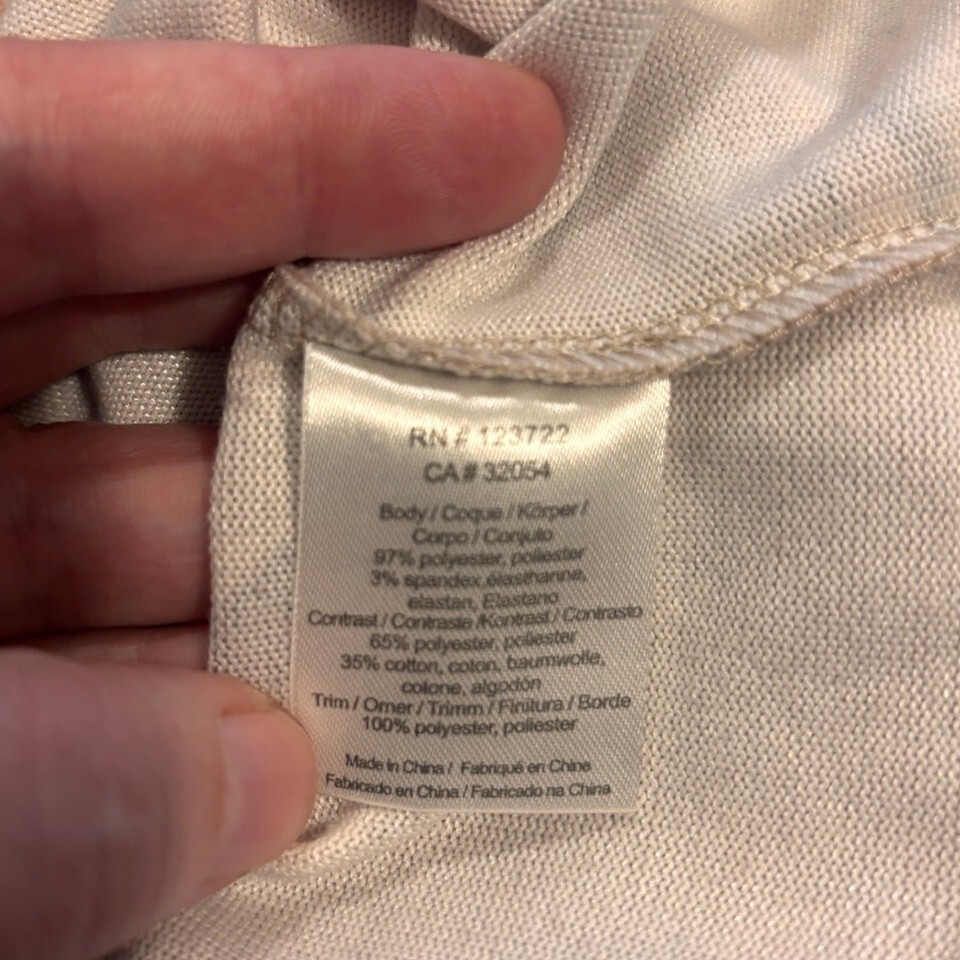 RN # 123722
CA # 32054
Body / Coque / Körper /
Corpo / Conjuto
97% polyester, poliester
3% spandex,élasthanne,
elastan, Elastano
Contrast / Contraste /Kontrast / Contrasto
65% polyester, poliester
35% cotton, coton, baumwolle,
cotone, algodón
Trim / Orner / Trimm / Finitura / Borde
100% polyester, poliester
Made in China / Fabriqué en Chine
Fabricado en China / Fabricado na China